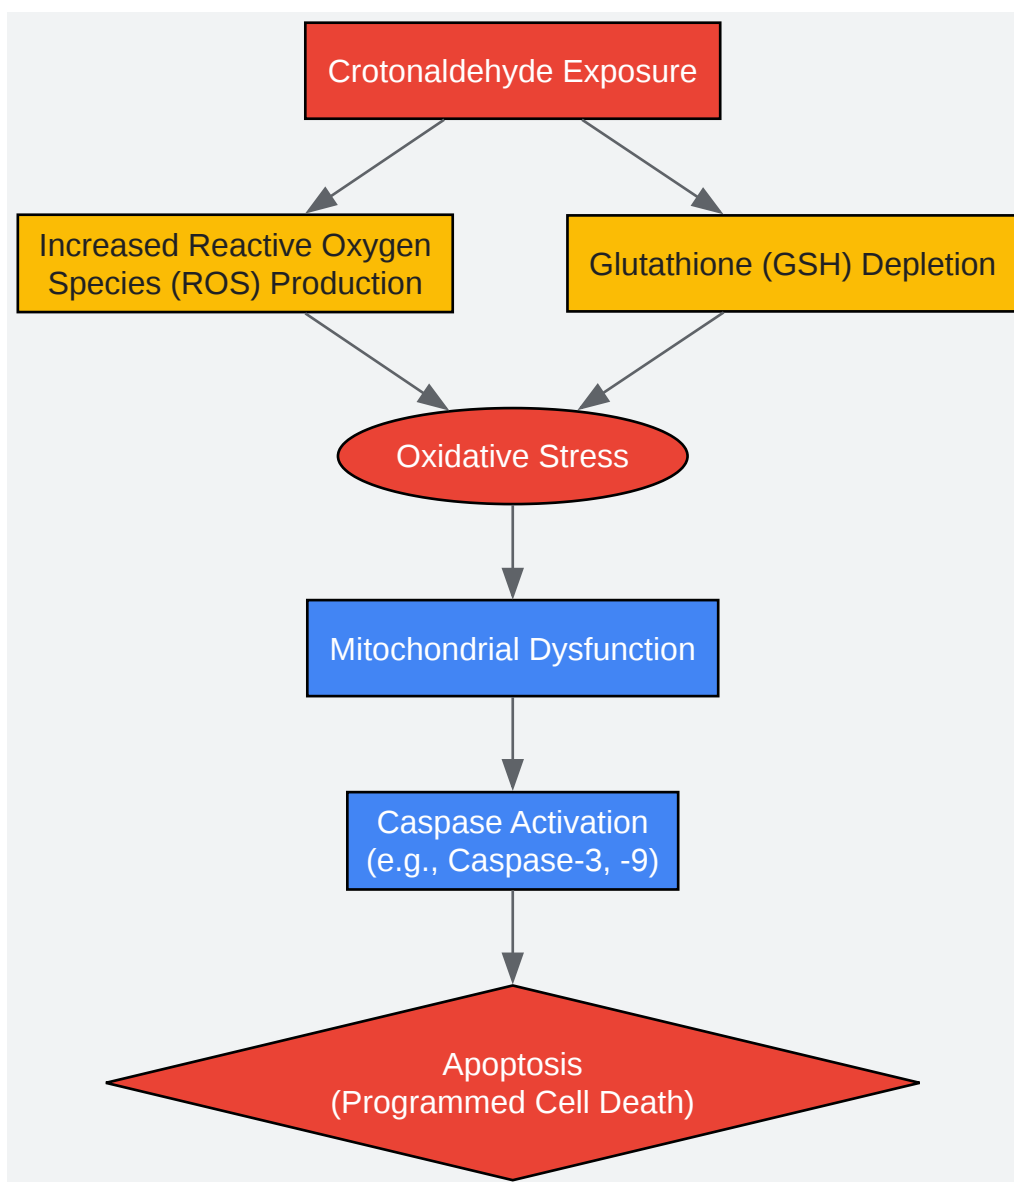 Crotonaldehyde Exposure
Increased Reactive Oxygen
Species (ROS) Production
Glutathione (GSH) Depletion
Oxidative Stress
Mitochondrial Dysfunction
Caspase Activation
(e.g., Caspase-3, -9)
Apoptosis
(Programmed Cell Death)